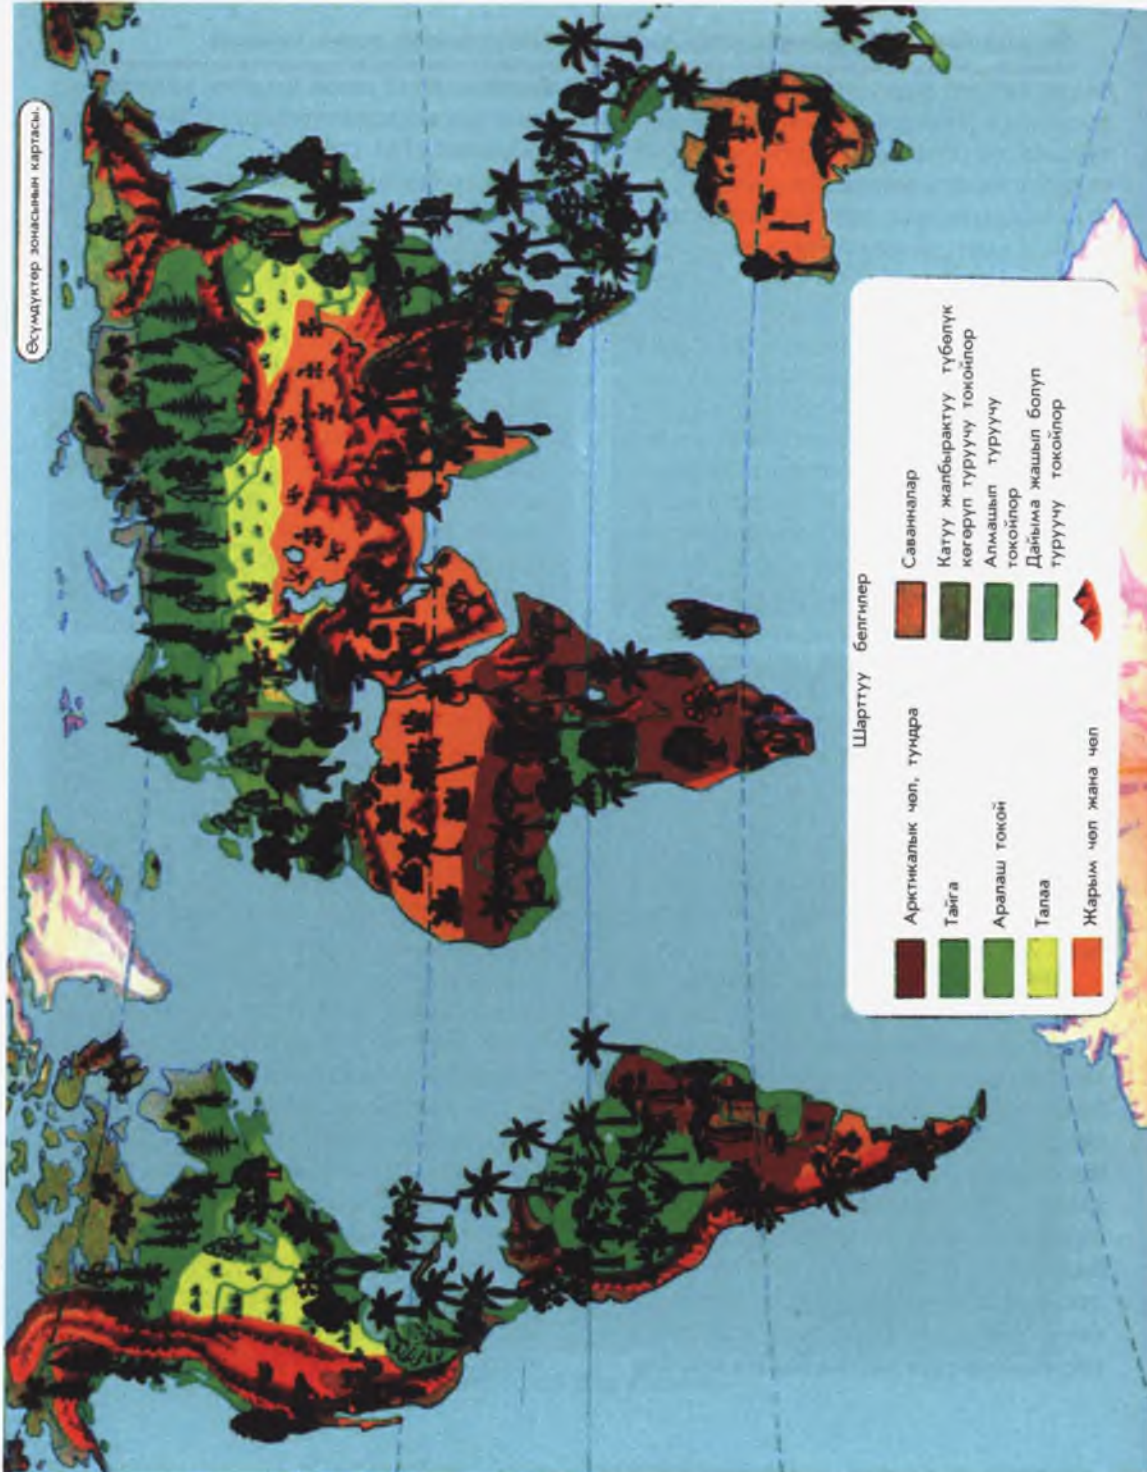 Өсүмдүктөр зонасынын картасы.
Шарттуу белгилер
Арктикалык чөл, тундра
Тайга
Аралаш токой
Талаа
Жарым чөл жана чөл
Саванналар
Катуу жалбырактуу түбөлүк
көгөрүп туруучу токойлор
Алмашып туруучу
токойлор
Дайыма жашыл болуп
туруучу токойлор